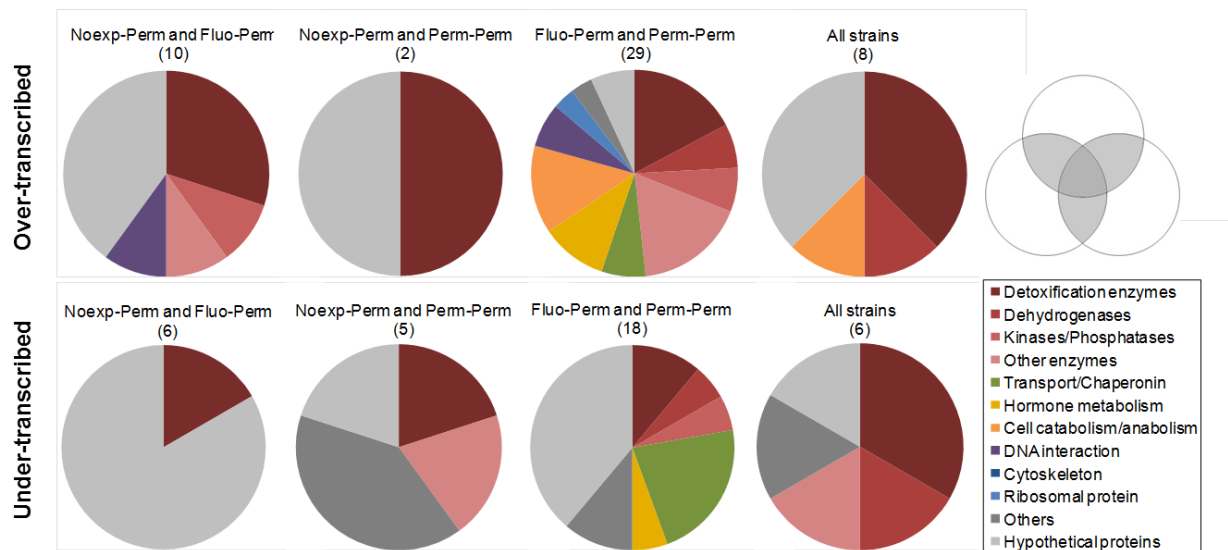 Over-transcribed
Noexp-Perm and Fluo-Perm
(10)
Noexp-Perm and Perm-Perm
(2)
Fluo-Perm and Perm-Perm
(29)
All strains
(8)
Under-transcribed
Noexp-Perm and Fluo-Perm
(6)
Noexp-Perm and Perm-Perm
(5)
Fluo-Perm and Perm-Perm
(18)
All strains
(6)
Detoxification enzymes
Dehydrogenases
Kinases/Phosphatases
Other enzymes
Transport/Chaperonin
Hormone metabolism
Cell catabolism/anabolism
DNA interaction
Cytoskeleton
Ribosomal protein
Others
Hypothetical proteins